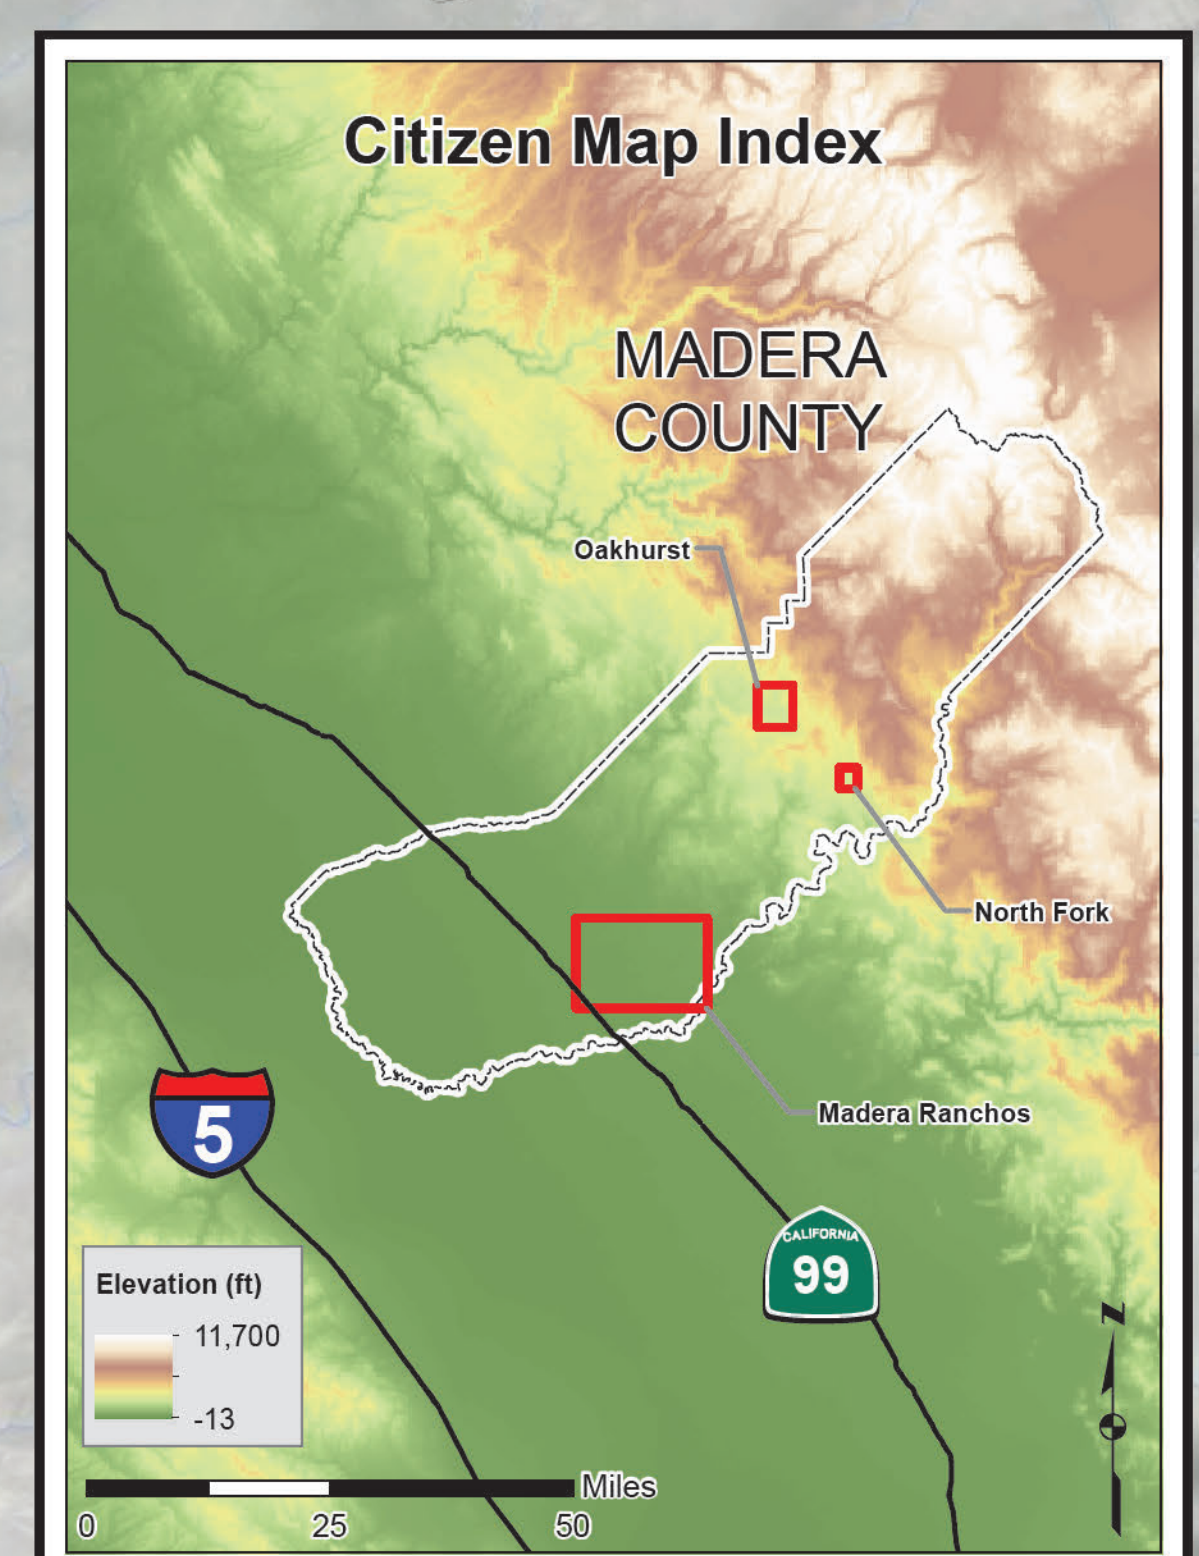 Citizen Map Index
MADERA
COUNTY
Oakhurst
North Fork
Madera Ranchos
5
CALIFORNIA
99
Elevation (ft)
11,700
-13
Miles
0 25 50
N